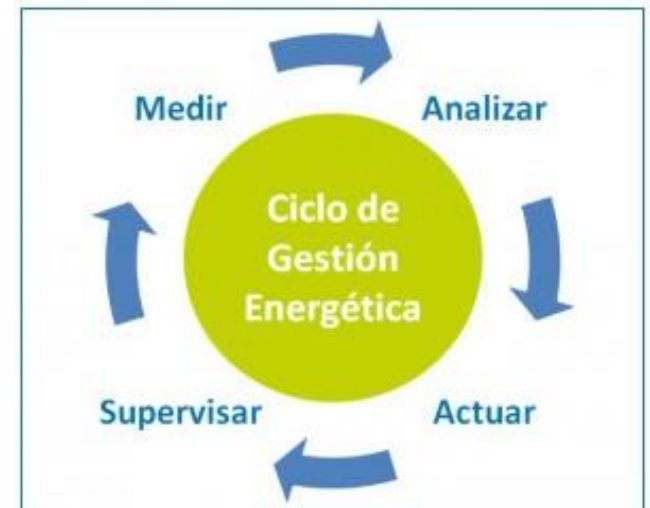 Medir
Analizar
Ciclo de
Gestión
Energética
Supervisar
Actuar